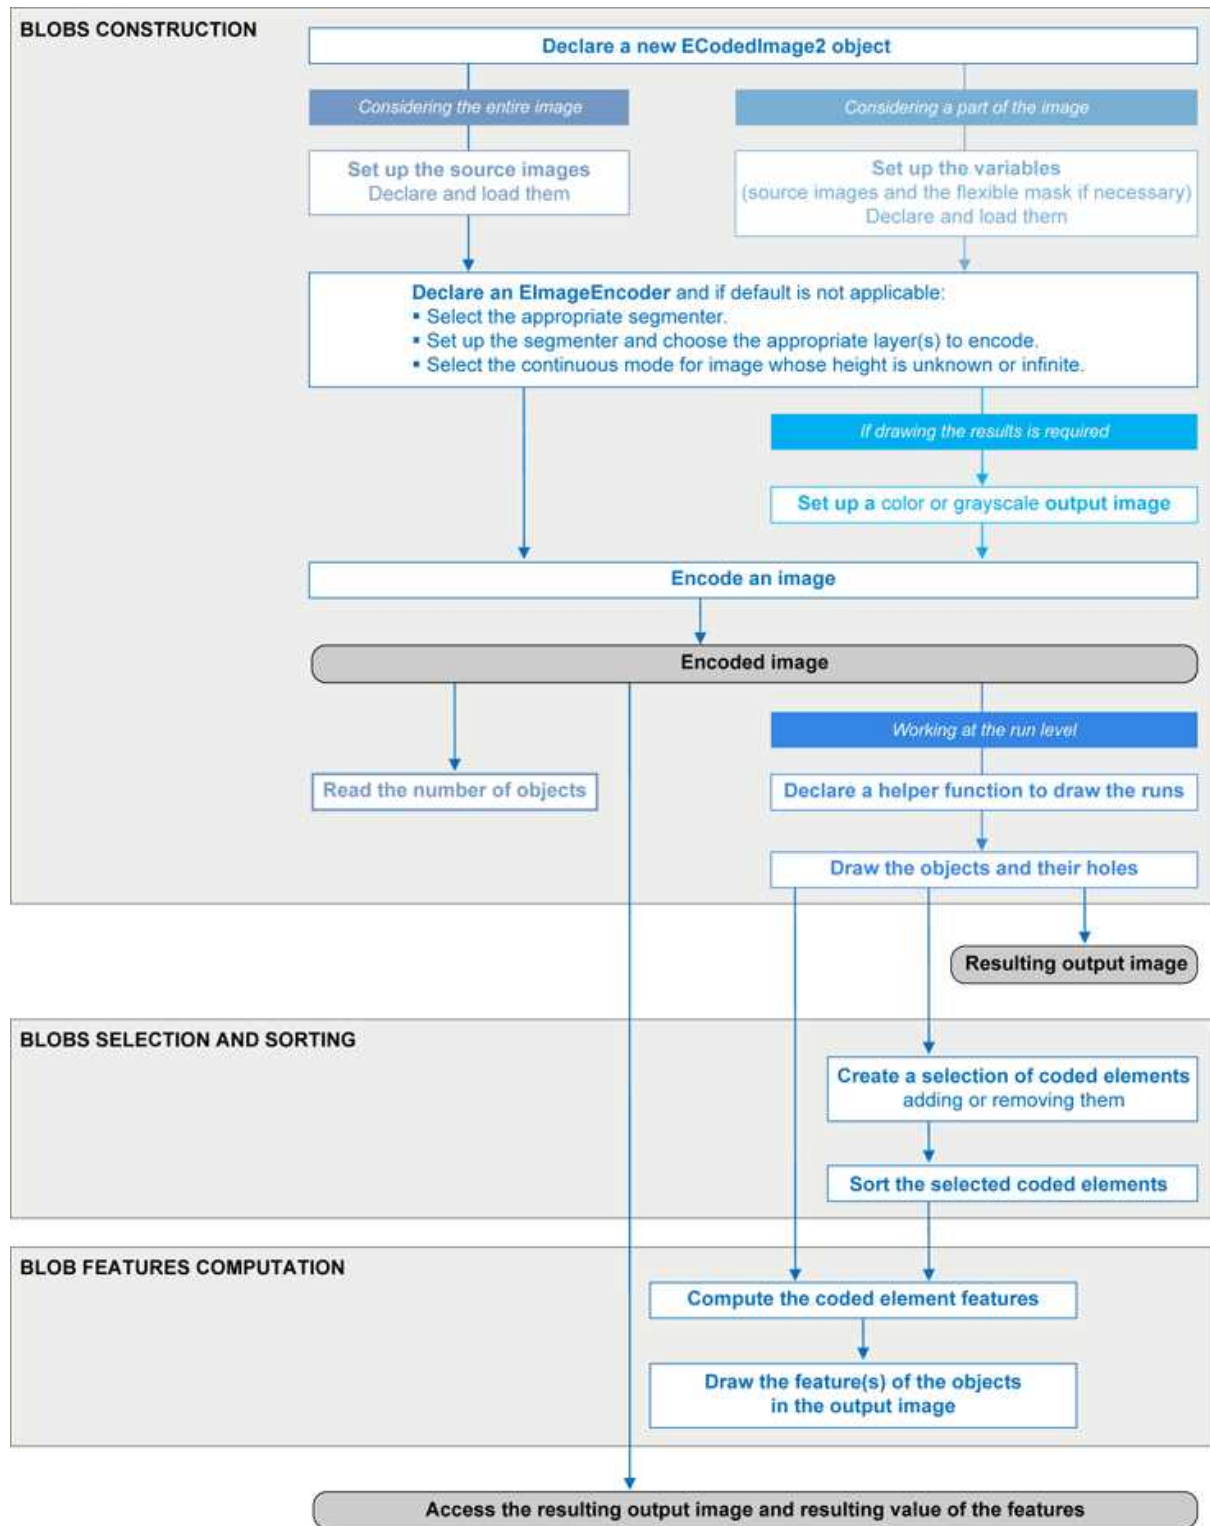 BLOBS CONSTRUCTION
Declare a new ECodedImage2 object
Considering the entire image
Considering a part of the image
Set up the source images
Declare and load them
Set up the variables
(source images and the flexible mask if necessary)
Declare and load them
Declare an EImageEncoder and if default is not applicable:
▪ Select the appropriate segmenter.
▪ Set up the segmenter and choose the appropriate layer(s) to encode.
▪ Select the continuous mode for image whose height is unknown or infinite.
If drawing the results is required
Set up a color or grayscale output image
Encode an image
Encoded image
Working at the run level
Read the number of objects
Declare a helper function to draw the runs
Draw the objects and their holes
Resulting output image
BLOBS SELECTION AND SORTING
Create a selection of coded elements
adding or removing them
Sort the selected coded elements
BLOB FEATURES COMPUTATION
Compute the coded element features
Draw the feature(s) of the objects
in the output image
Access the resulting output image and resulting value of the features